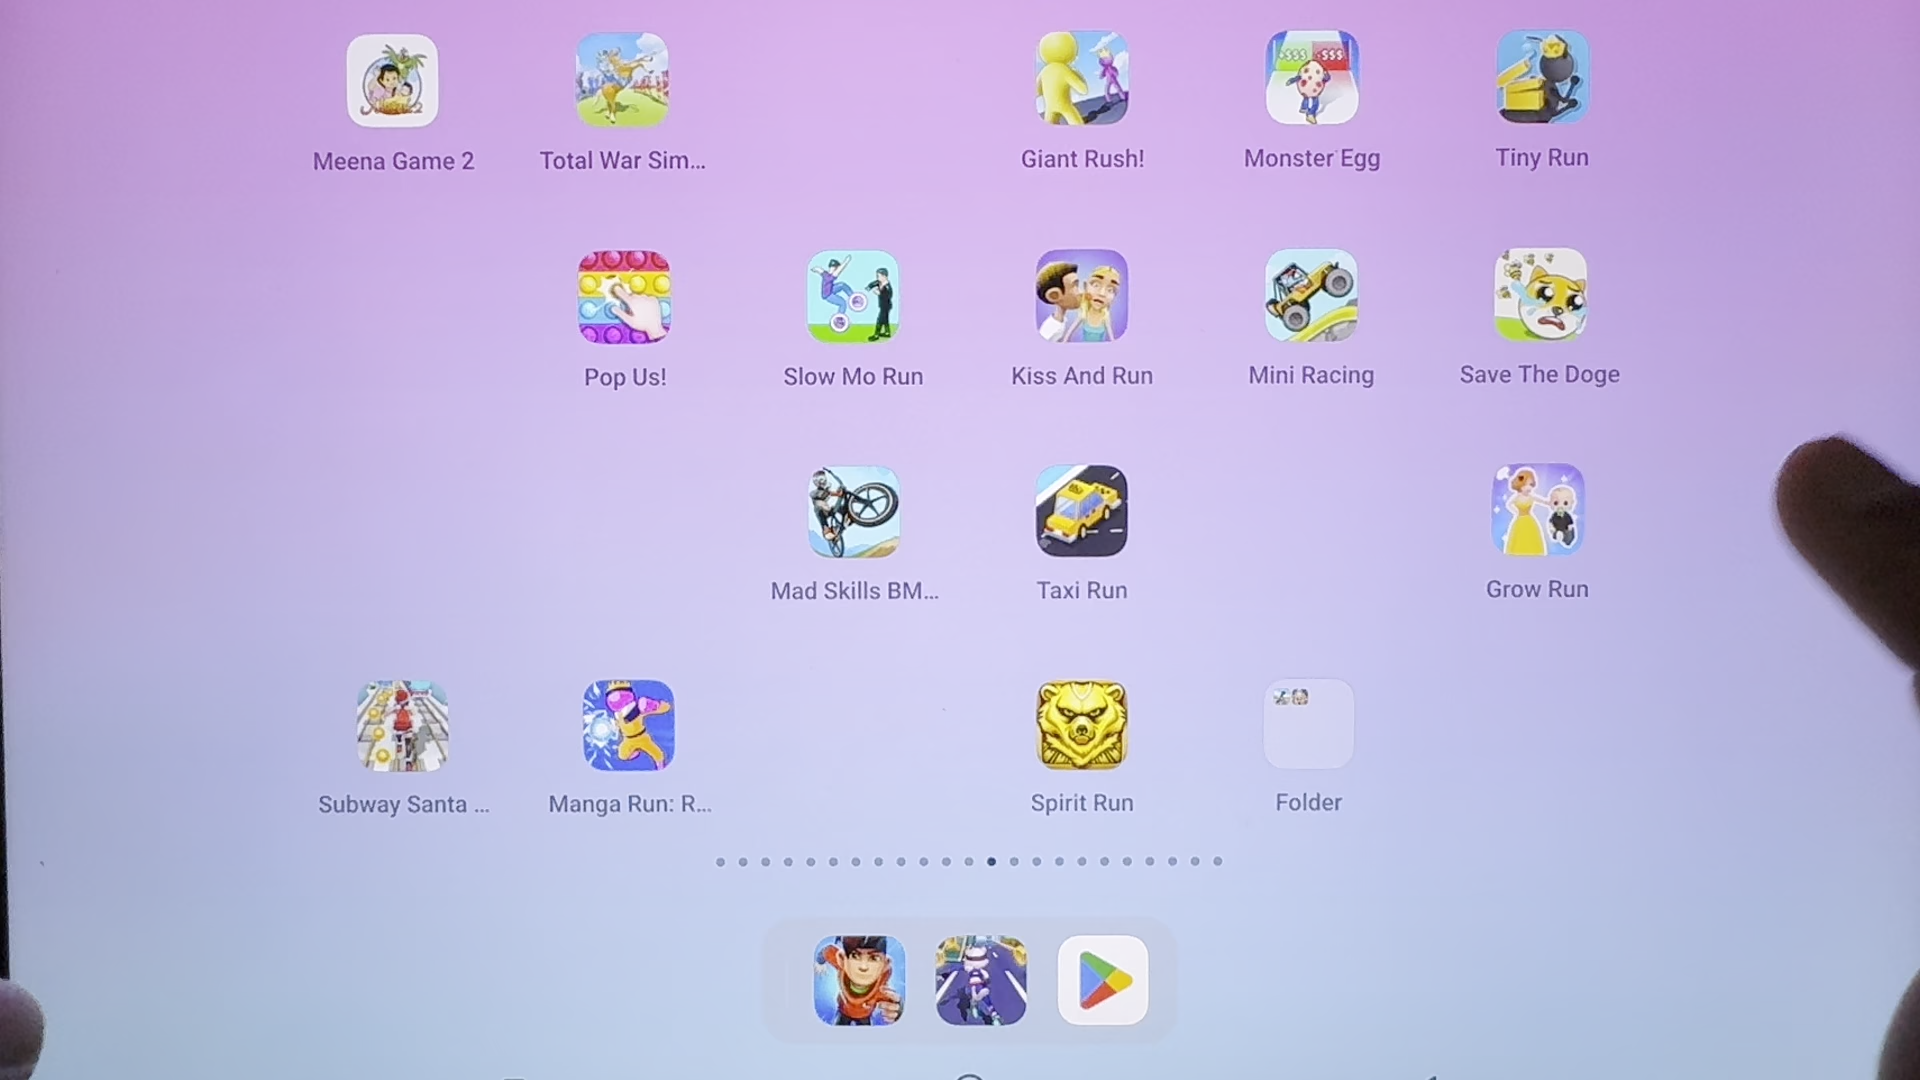 Meena Game 2
Total War Sim...
Giant Rush!
Monster Egg
Tiny Run
Pop Us!
Slow Mo Run
Kiss And Run
Mini Racing
Save The Doge
Mad Skills BM...
Taxi Run
Grow Run
Subway Santa ...
Manga Run: R...
Spirit Run
Folder